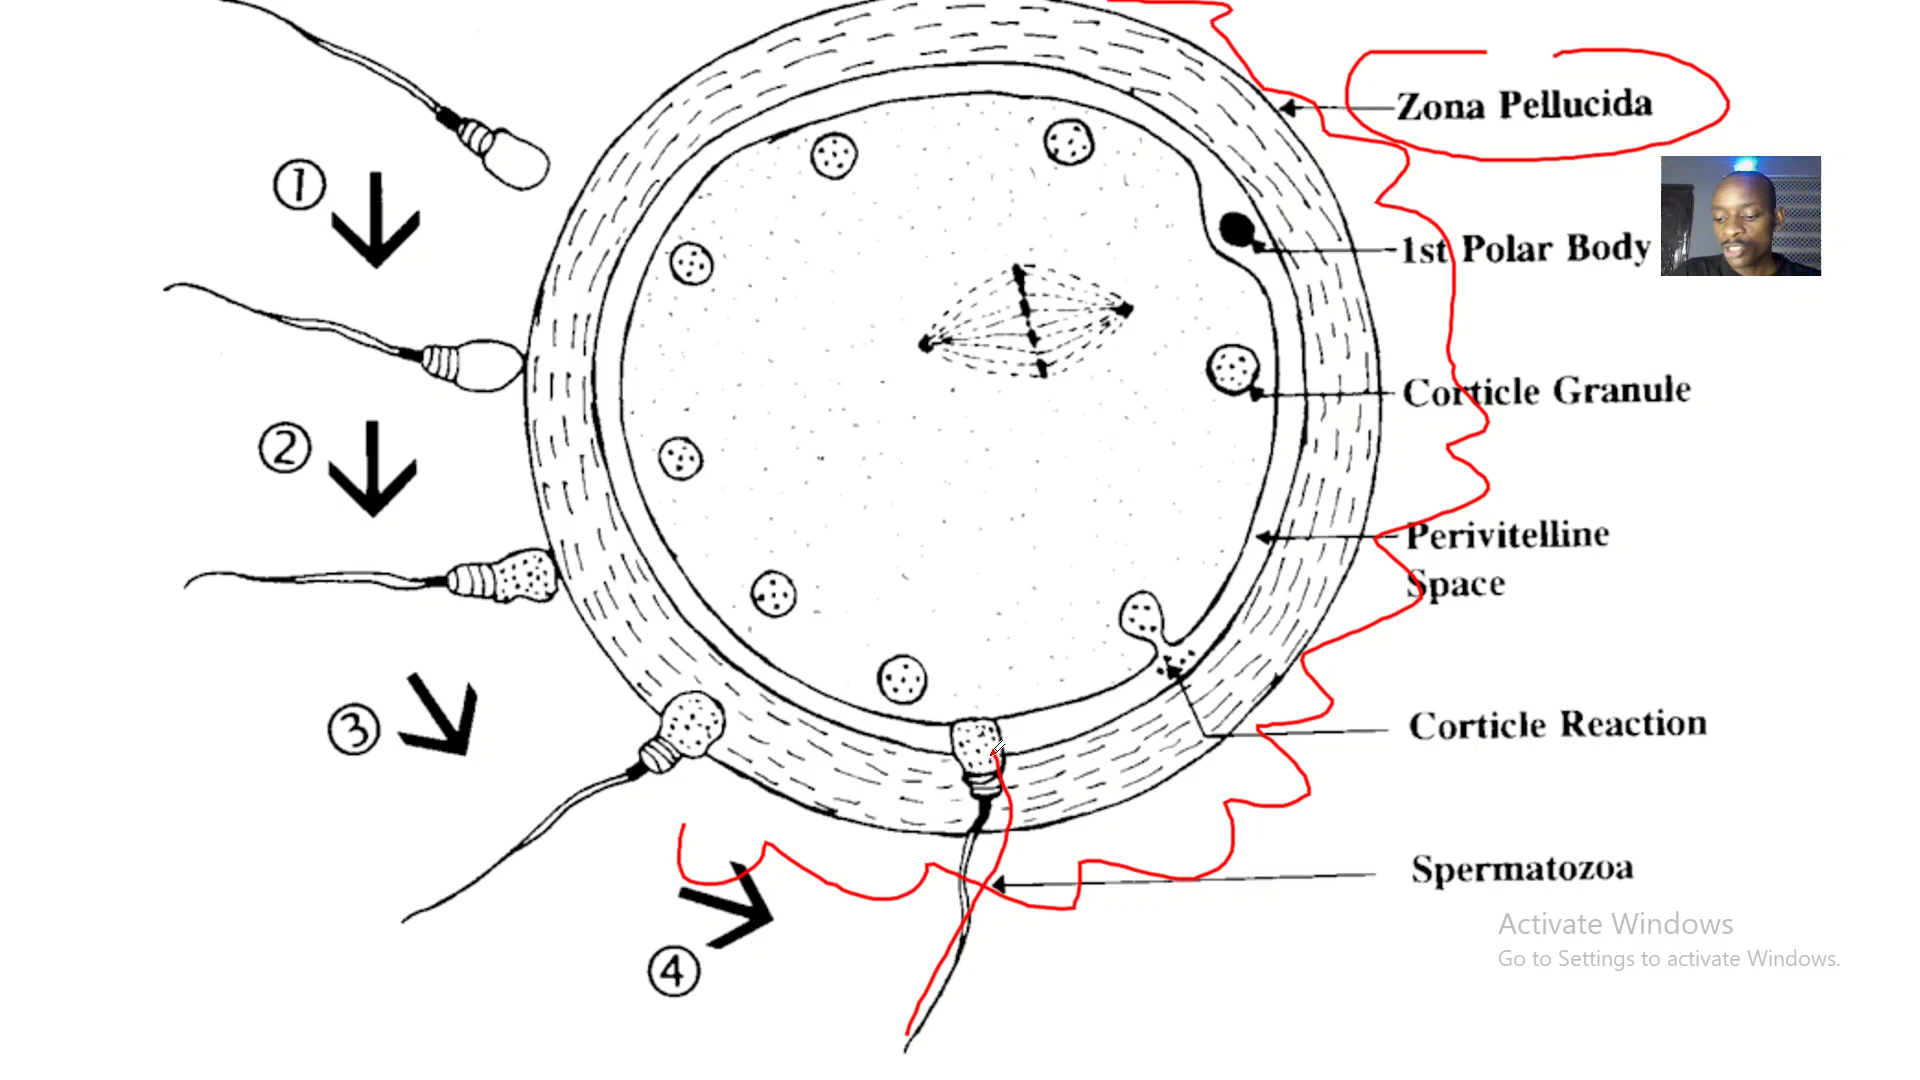 Zona Pellucida
1
1st Polar Body
Corticle Granule
2
Perivitelline
Space
3
Corticle Reaction
Spermatozoa
Activate Windows
Go to Settings to activate Windows.
4